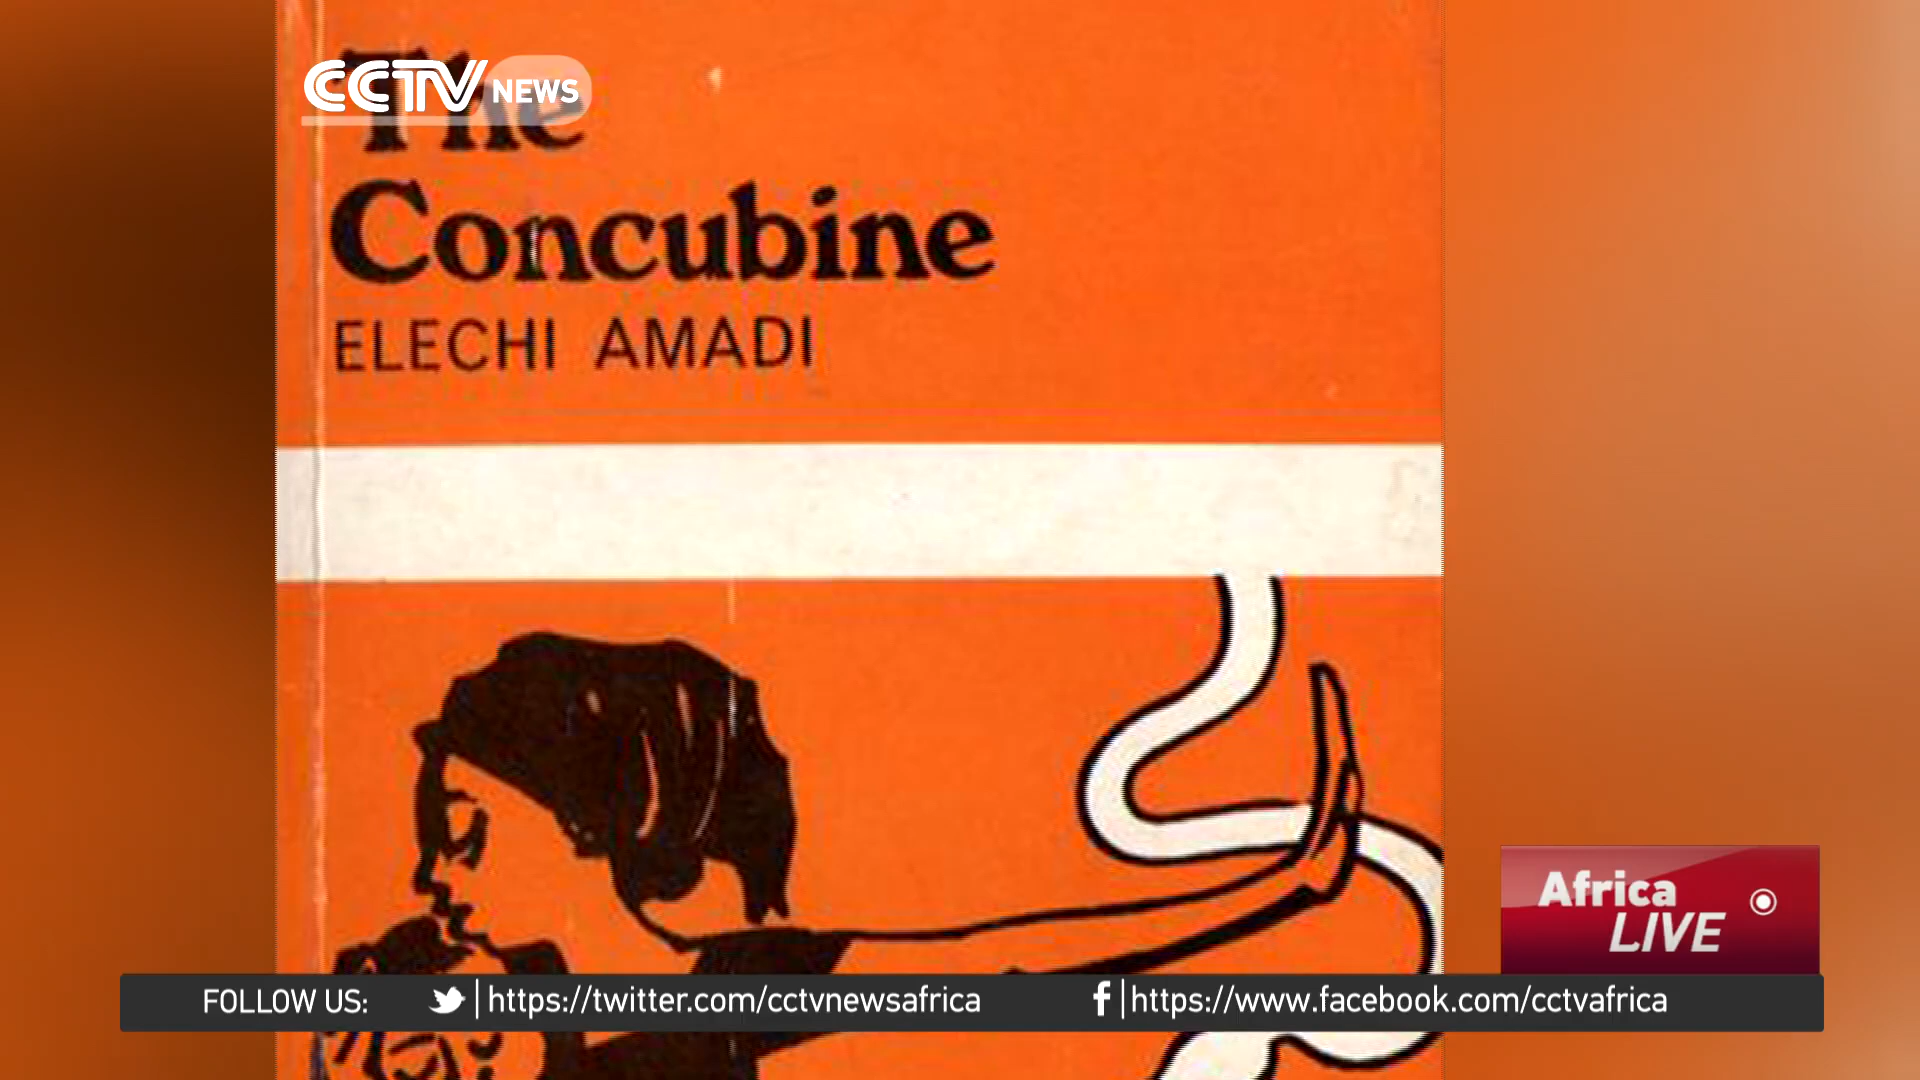 CCTV NEWS
The
Concubine
ELECHI AMADI
Africa
LIVE
FOLLOW US: https://twitter.com/cctvnewsafrica https://www.facebook.com/cctvafrica